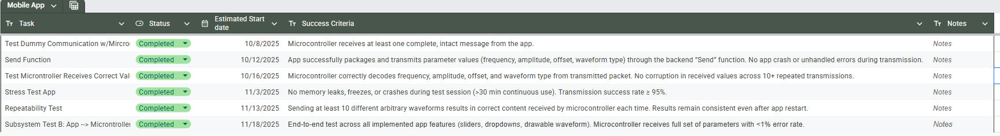 Mobile App
Task Status Estimated Start date Success Criteria Notes
Test Dummy Communication w/Mircro Completed 10/8/2025 Microcontroller receives at least one complete, intact message from the app. Notes
Send Function Completed 10/12/2025 App successfully packages and transmits parameter values (frequency, amplitude, offset, waveform type) through the backend “Send” function. No app crash or unhandled errors during transmission. Notes
Test Microntroller Receives Correct Val Completed 10/16/2025 Microcontroller correctly decodes frequency, amplitude, offset, and waveform type from transmitted packet. No corruption in received values across 10+ repeated transmissions. Notes
Stress Test App Completed 11/3/2025 No memory leaks, freezes, or crashes during test session (>30 min continuous use). Transmission success rate ≥ 95%. Notes
Repeatability Test Completed 11/13/2025 Sending at least 10 different arbitrary waveforms results in correct content received by microcontroller each time. Results remain consistent even after app restart. Notes
Subsystem Test B: App --> Microntroller Completed 11/18/2025 End-to-end test across all implemented app features (sliders, dropdowns, drawable waveform). Microcontroller receives full set of parameters with <1% error rate. Notes